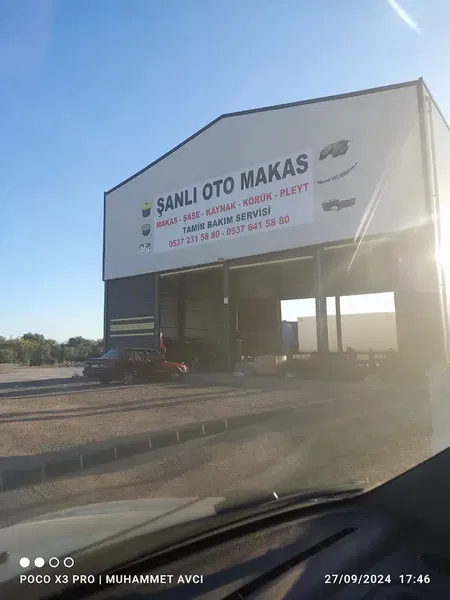 ŞANLI OTO MAKAS
MAKAS - ŞASE - KAYNAK - KÖRÜK - PLEYT
TAMİR BAKIM SERVİSİ
0537 231 58 80 - 0537 641 58 80
POCO X3 PRO | MUHAMMET AVCI
27/09/2024 17:46